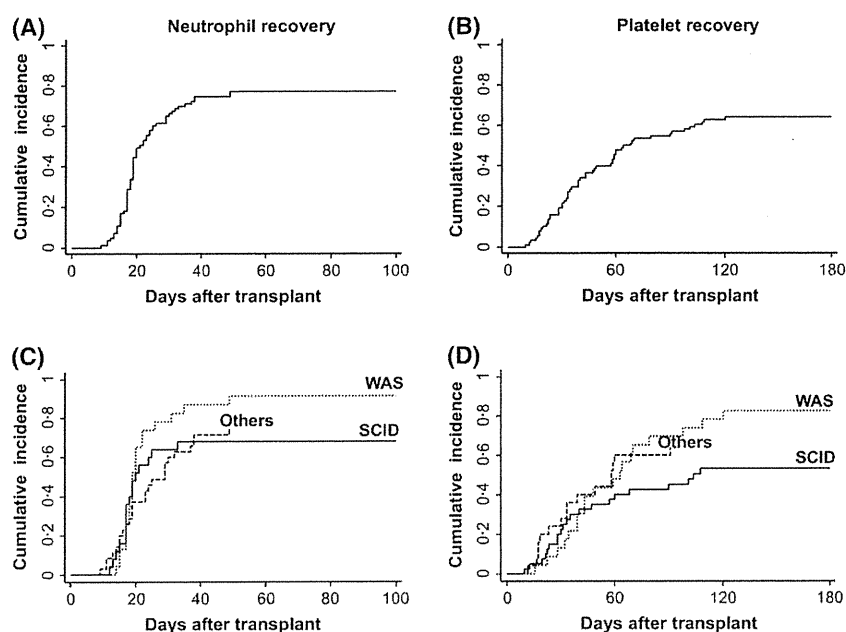 (A) Neutrophil recovery
Cumulative incidence
1
0·8
0·6
0·4
0·2
0
0 20 40 60 80 100
Days after transplant
(B) Platelet recovery
Cumulative incidence
1
0·8
0·6
0·4
0·2
0
0 60 120 180
Days after transplant
(C)
Cumulative incidence
1
0·8
0·6
0·4
0·2
0
WAS
Others
SCID
0 20 40 60 80 100
Days after transplant
(D)
Cumulative incidence
1
0·8
0·6
0·4
0·2
0
WAS
Others
SCID
0 60 120 180
Days after transplant